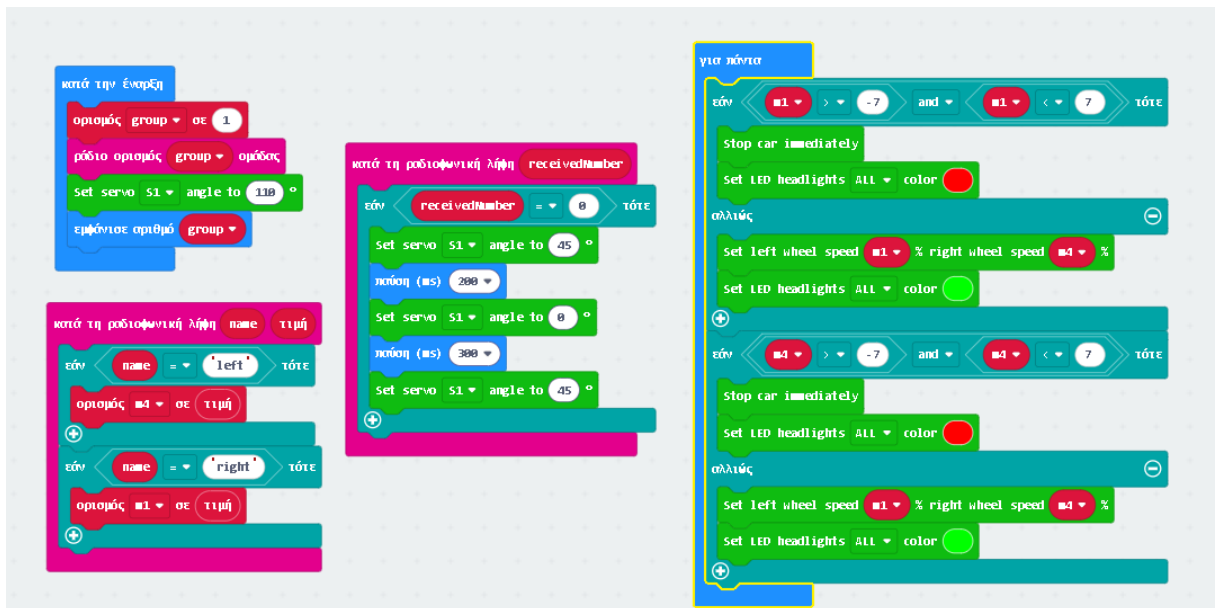 κατά την έναρξη
ορισμός group σε 1
ράδιο ορισμός group ομάδας
Set servo S1 angle to 110 °
εμφάνισε αριθμό group
κατά τη ραδιοφωνική λήψη name τιμή
εάν name = "left" τότε
ορισμός m4 σε τιμή
εάν name = "right" τότε
ορισμός m1 σε τιμή
κατά τη ραδιοφωνική λήψη receivedNumber
εάν receivedNumber = 0 τότε
Set servo S1 angle to 45 °
παύση (ms) 200
Set servo S1 angle to 0 °
παύση (ms) 300
Set servo S1 angle to 45 °
για πάντα
εάν m1 > -7 and m1 < 7 τότε
Stop car immediately
Set LED headlights ALL color
αλλιώς
Set left wheel speed m1 % right wheel speed m4 %
Set LED headlights ALL color
εάν m4 > -7 and m4 < 7 τότε
Stop car immediately
Set LED headlights ALL color
αλλιώς
Set left wheel speed m1 % right wheel speed m4 %
Set LED headlights ALL color